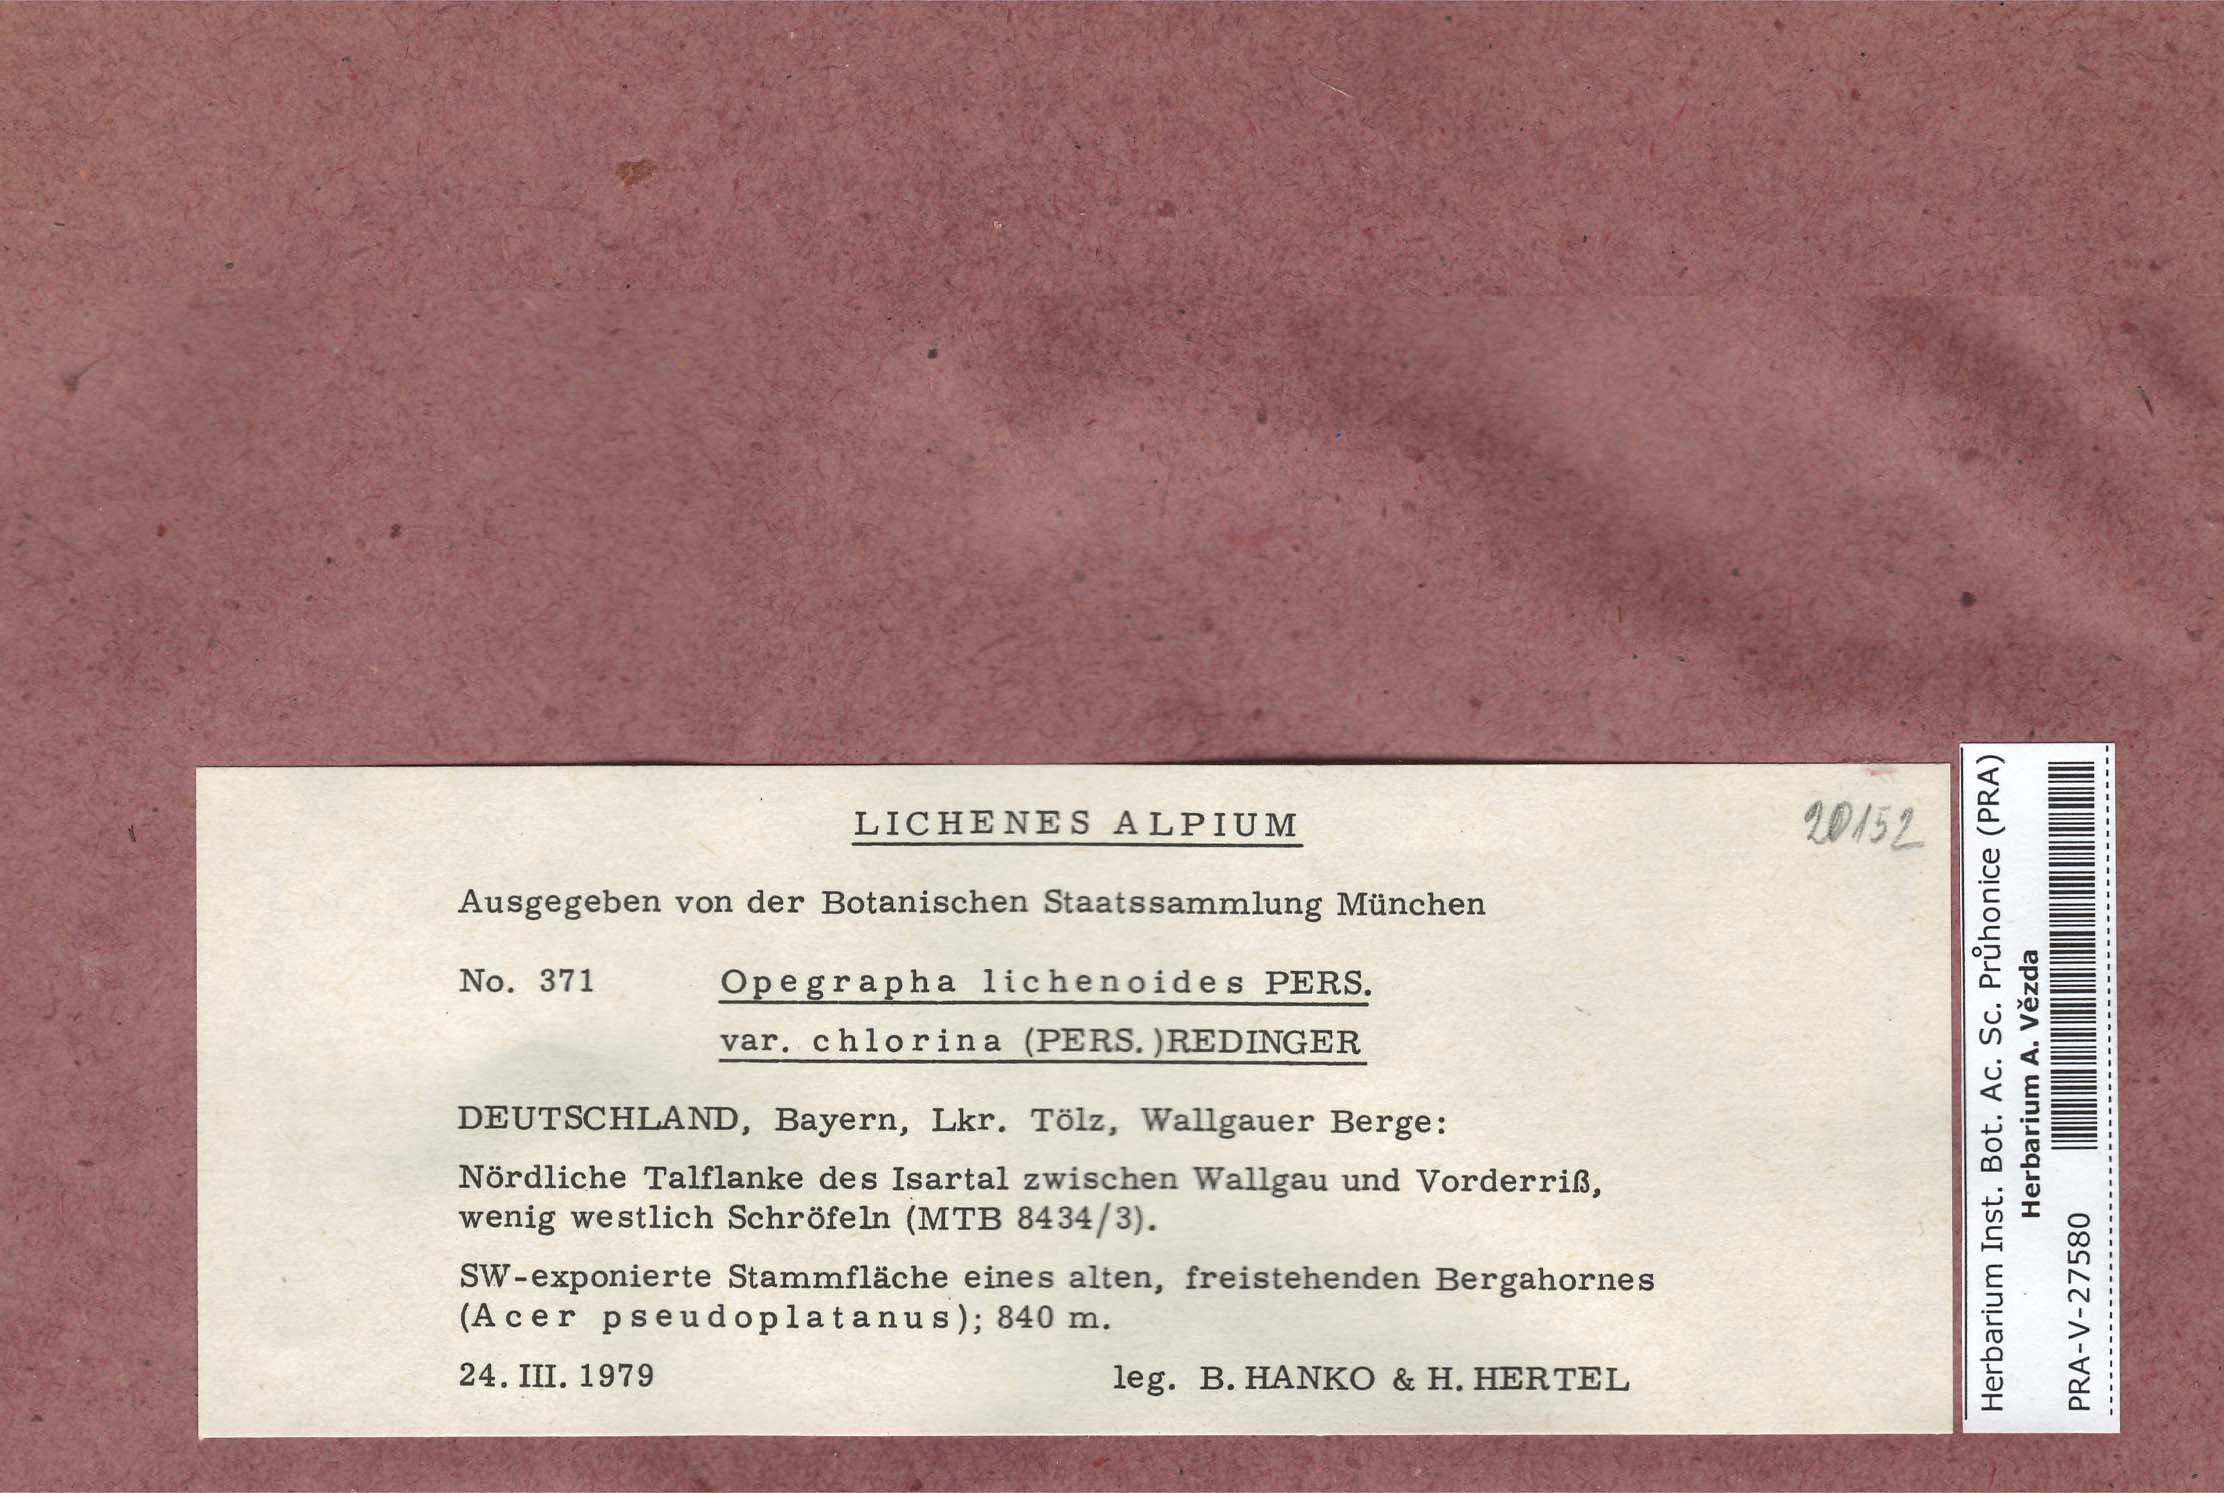 LICHENES ALPIUM
20152
Ausgegeben von der Botanischen Staatssammlung München
No. 371 Opegrapha lichenoides PERS.
var. chlorina (PERS.)REDINGER
DEUTSCHLAND, Bayern, Lkr. Tölz, Wallgauer Berge:
Nördliche Talflanke des Isartal zwischen Wallgau und Vorderriß,
wenig westlich Schröfeln (MTB 8434/3).
SW-exponierte Stammfläche eines alten, freistehenden Bergahornes
(Acer pseudoplatanus); 840 m.
24. III. 1979 leg. B. HANKO & H. HERTEL
Herbarium Inst. Bot. Ac. Sc. Průhonice (PRA)
Herbarium A. Vězda
PRA-V-27580